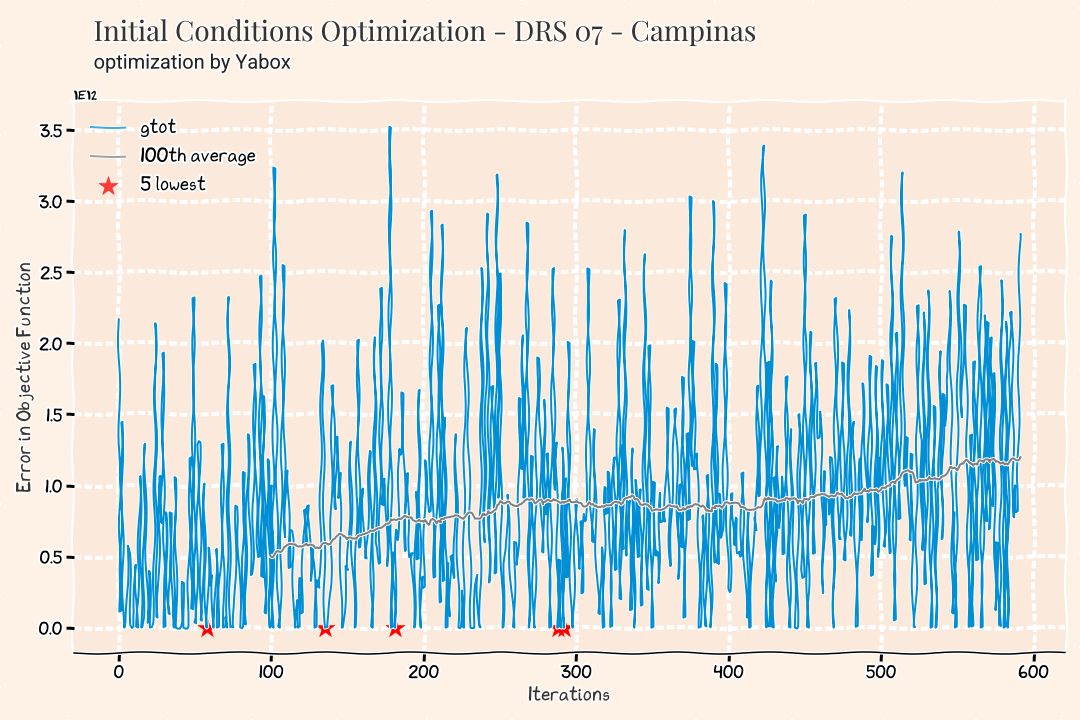 Initial Conditions Optimization - DRS 07 - Campinas
optimization by Yabox
1E12
gtot
100th average
5 lowest
3.5
3.0
2.5
2.0
1.5
1.0
0.5
0.0
Error in Objective Function
0 100 200 300 400 500 600
Iterations